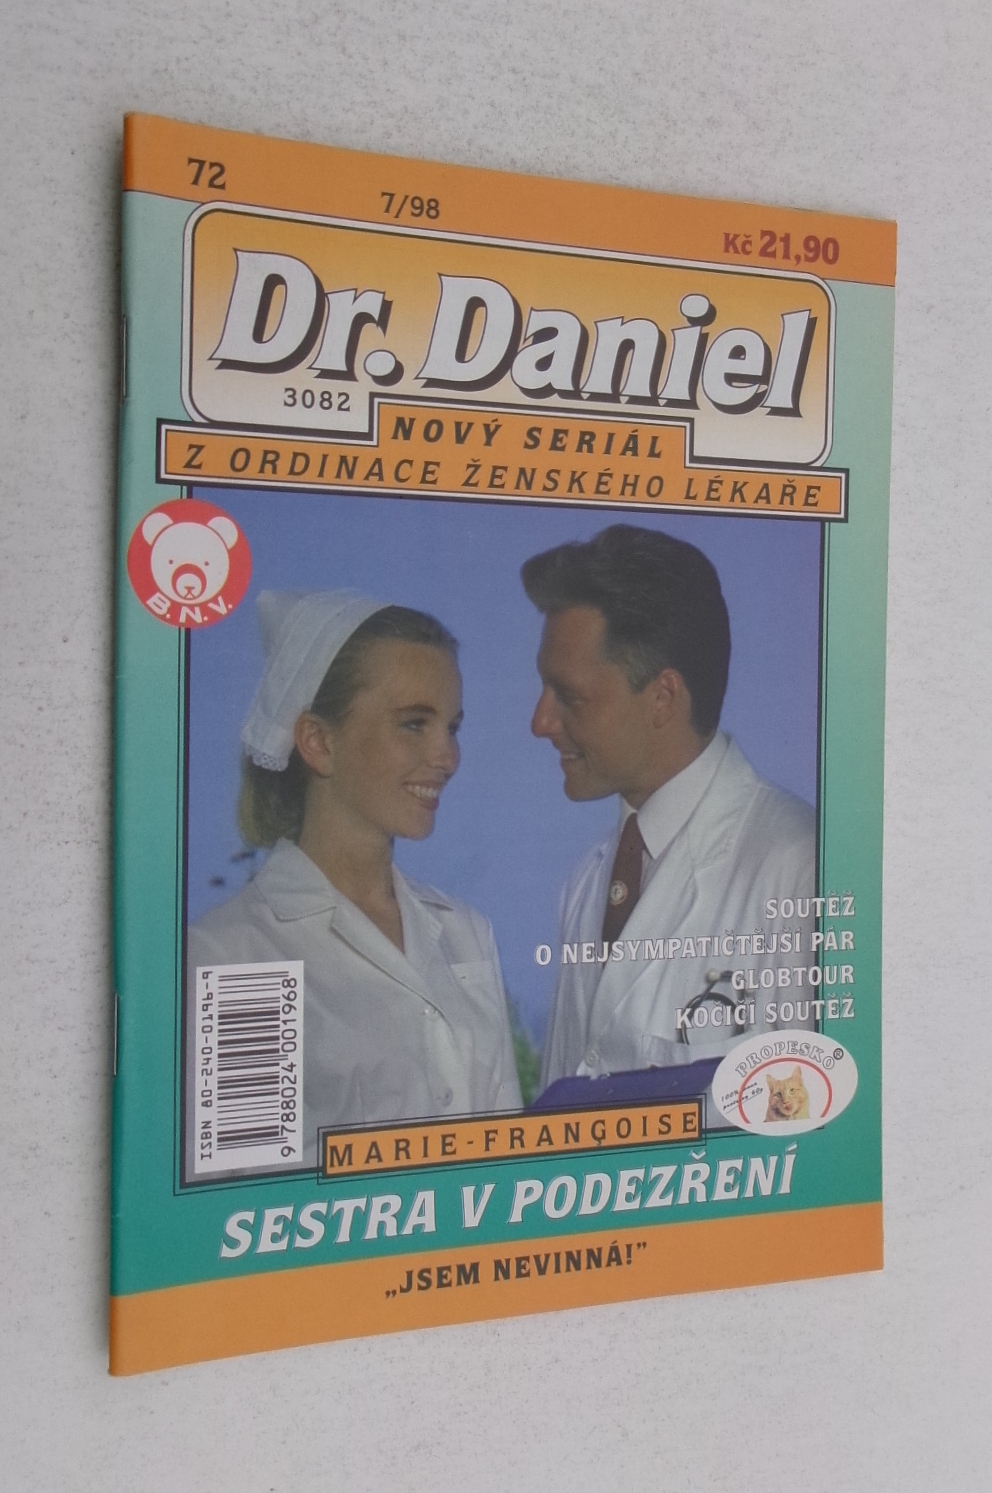 72
7/98
Kč 21,90
Dr. Daniel
3082
NOVÝ SERIÁL
Z ORDINACE ŽENSKÉHO LÉKAŘE
B.N.V.
SOUTĚŽ
O NEJSYMPATIČTĚJŠÍ PÁR
GLOBTOUR
KOČIČÍ SOUTĚŽ
PROPESKO®
ISBN 80-240-0196-9
9 788024 001968
MARIE-FRANÇOISE
SESTRA V PODEZŘENÍ
„JSEM NEVINNÁ!”